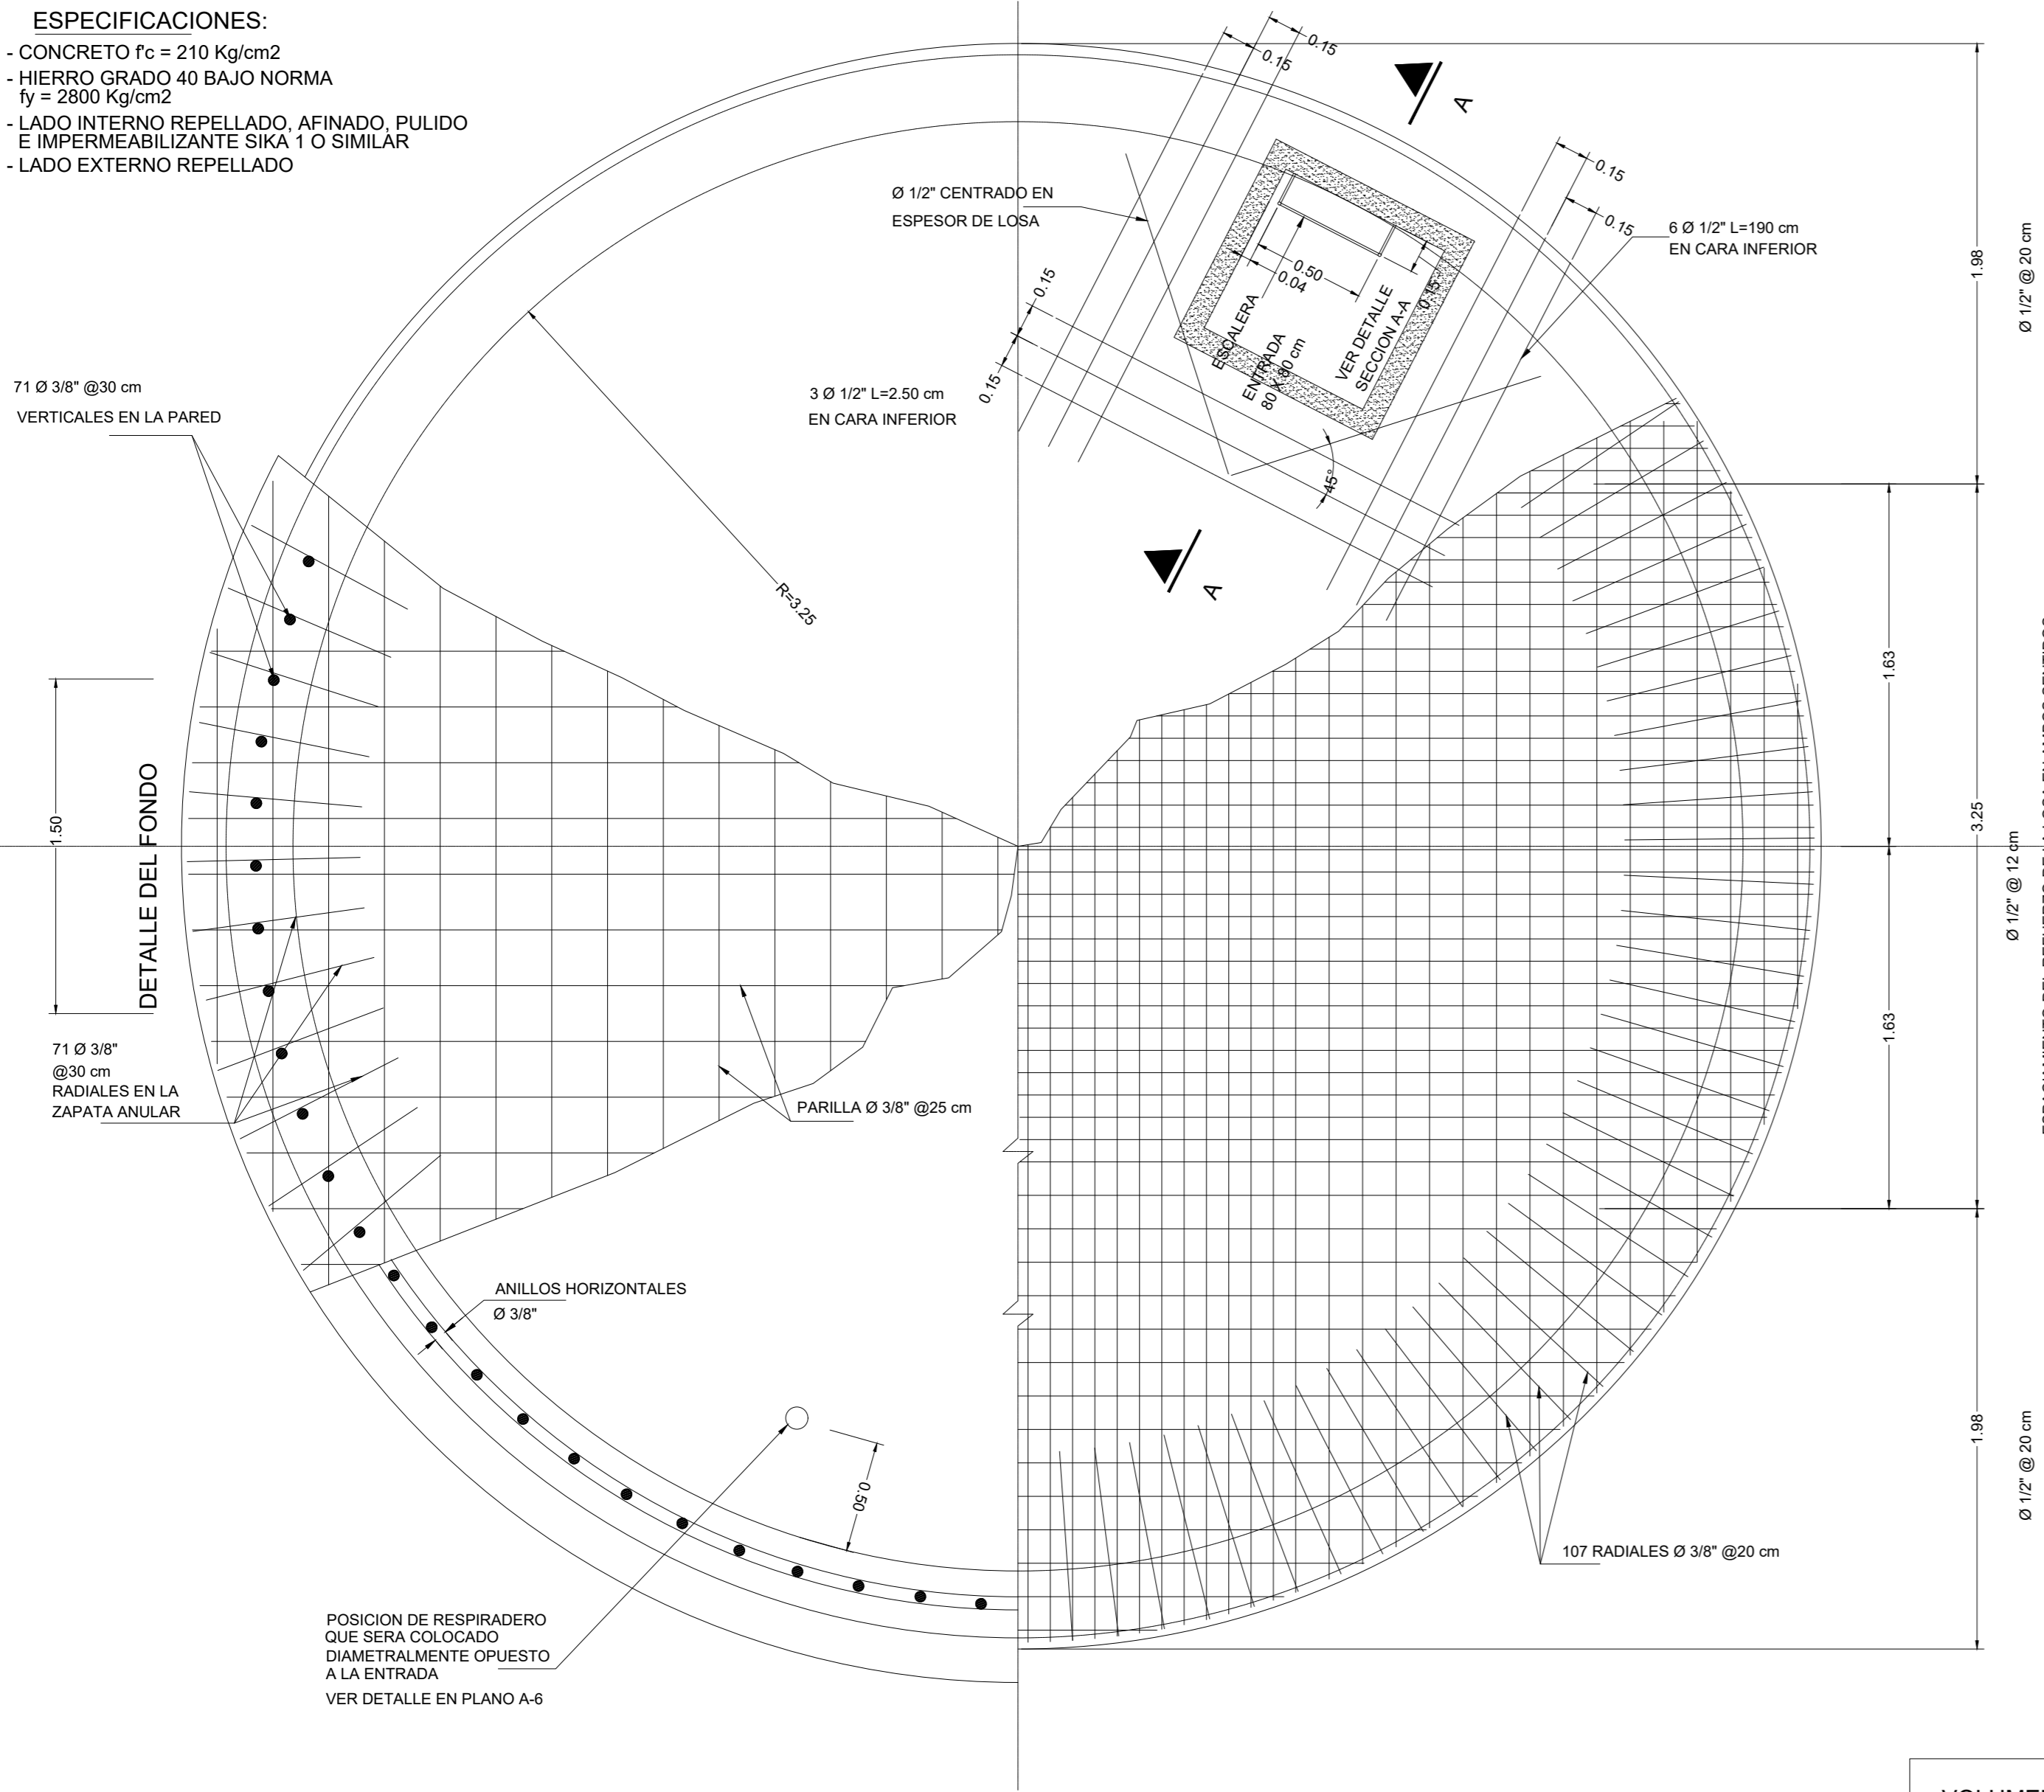 ESPECIFICACIONES:
- CONCRETO f'c = 210 Kg/cm2
- HIERRO GRADO 40 BAJO NORMA
fy = 2800 Kg/cm2
- LADO INTERNO REPELLADO, AFINADO, PULIDO
E IMPERMEABILIZANTE SIKA 1 O SIMILAR
- LADO EXTERNO REPELLADO
0.15
0.15
A
0.15
0.15
Ø 1/2" CENTRADO EN
ESPESOR DE LOSA
6 Ø 1/2" L=190 cm
EN CARA INFERIOR
1.98
Ø 1/2" @ 20 cm
0.50
0.04
0.15
0.15
0.15
ESCALERA
ENTRADA
80 X 80 cm
VER DETALLE
SECCION A-A
3 Ø 1/2" L=2.50 cm
EN CARA INFERIOR
45°
A
71 Ø 3/8" @30 cm
VERTICALES EN LA PARED
R=3.25
1.63
1.50
DETALLE DEL FONDO
3.25
Ø 1/2" @ 12 cm
1.63
71 Ø 3/8"
@30 cm
RADIALES EN LA
ZAPATA ANULAR
PARILLA Ø 3/8" @25 cm
ANILLOS HORIZONTALES
Ø 3/8"
0.50
1.98
Ø 1/2" @ 20 cm
107 RADIALES Ø 3/8" @20 cm
POSICION DE RESPIRADERO
QUE SERA COLOCADO
DIAMETRALMENTE OPUESTO
A LA ENTRADA
VER DETALLE EN PLANO A-6